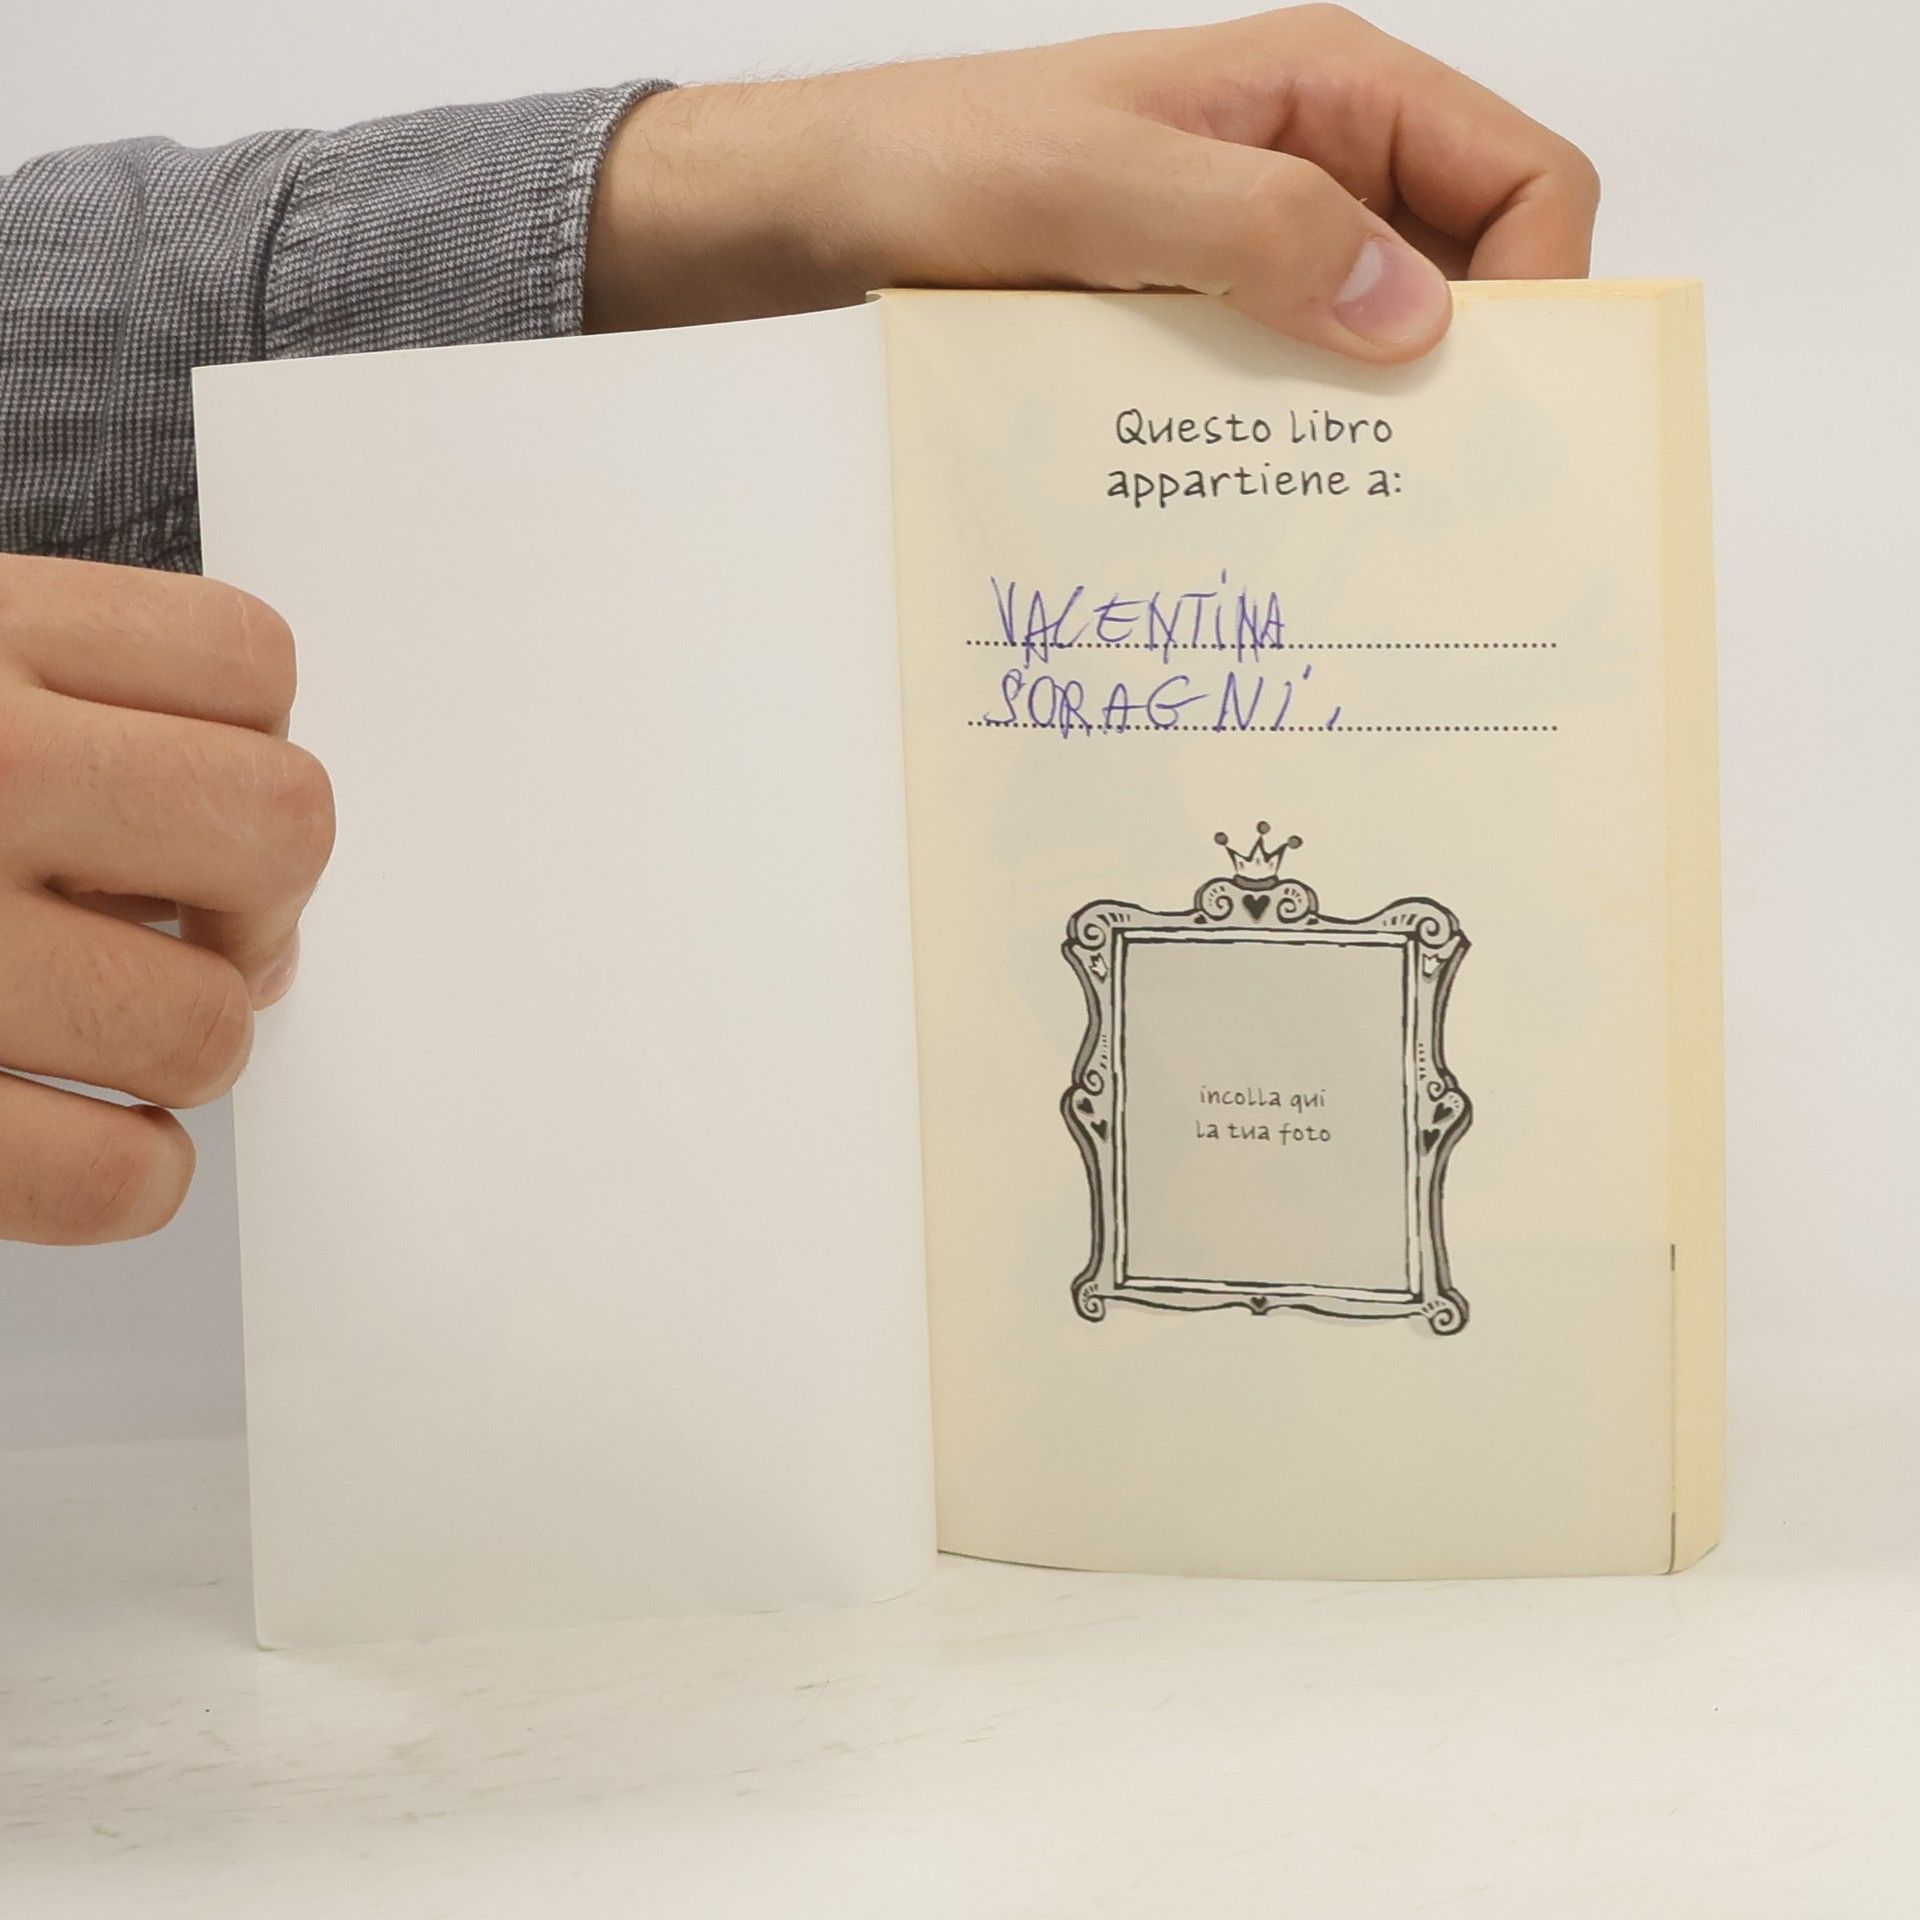 Questo libro
appartiene a:
VALENTINA
SORAGNI,
incolla qui
la tua foto